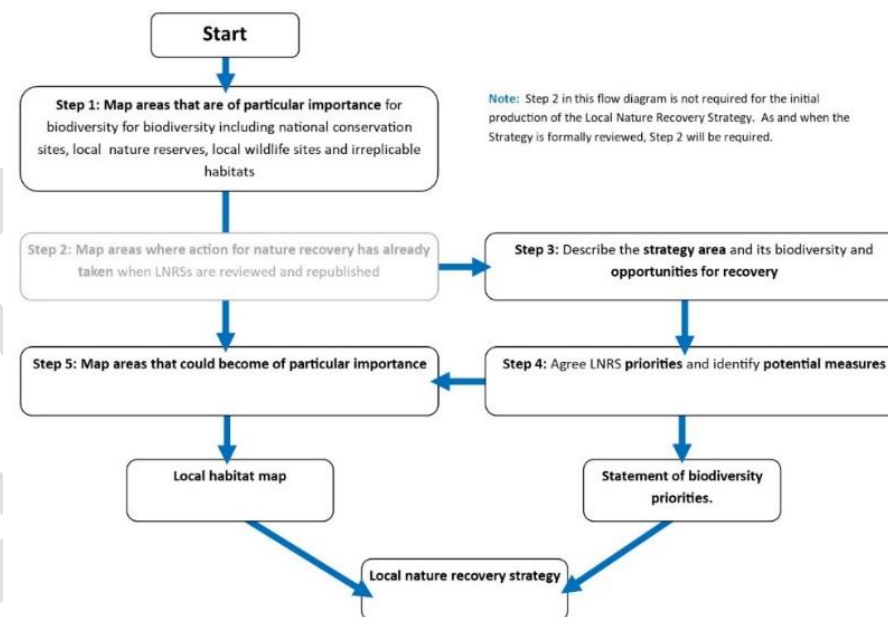 Start
Step 1: Map areas that are of particular importance for
biodiversity for biodiversity including national conservation
sites, local nature reserves, local wildlife sites and irreplicable
habitats
Note: Step 2 in this flow diagram is not required for the initial
production of the Local Nature Recovery Strategy. As and when the
Strategy is formally reviewed, Step 2 will be required.
Step 2: Map areas where action for nature recovery has already
taken when LNRSs are reviewed and republished
Step 3: Describe the strategy area and its biodiversity and
opportunities for recovery
Step 5: Map areas that could become of particular importance
Step 4: Agree LNRS priorities and identify potential measures
Local habitat map
Statement of biodiversity
priorities.
Local nature recovery strategy